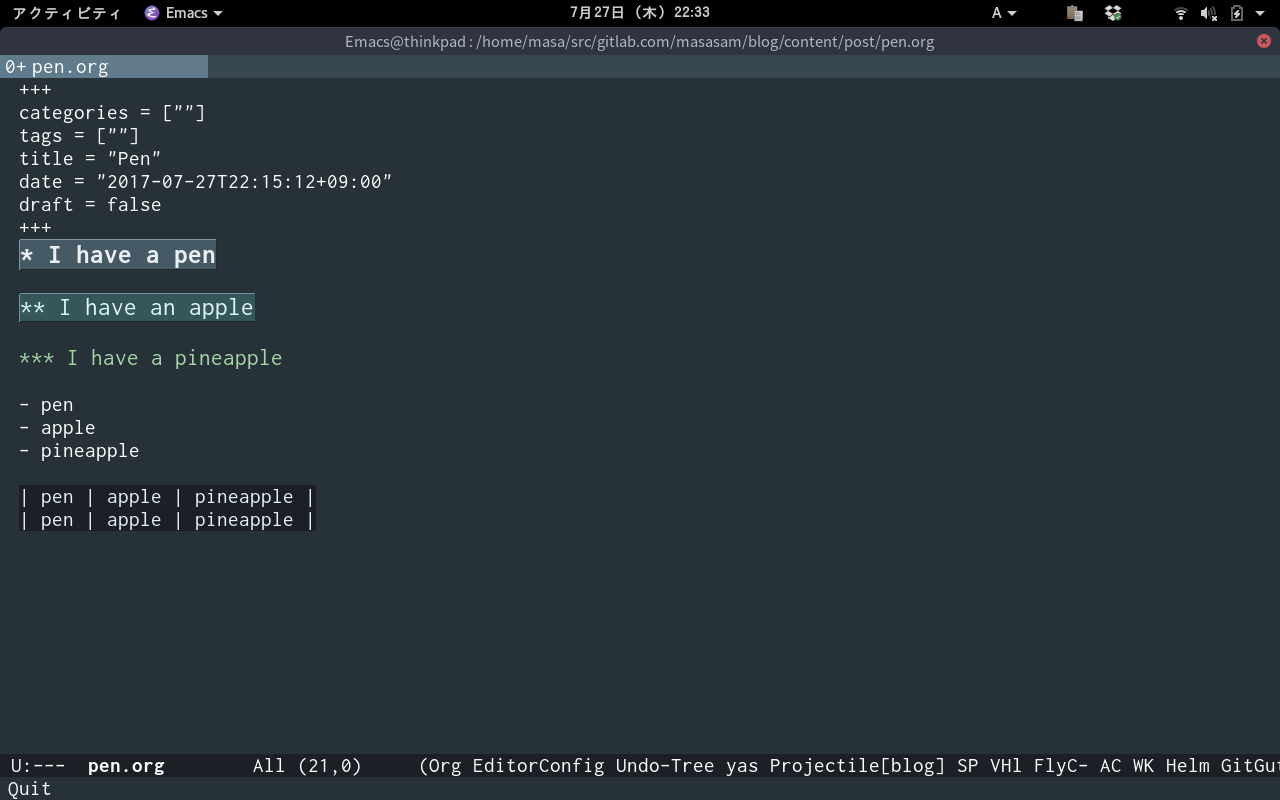 アクティビティ Emacs 7月27日 (木) 22:33 A
Emacs@thinkpad : /home/masa/src/gitlab.com/masasam/blog/content/post/pen.org
0+ pen.org
+++
categories = [""]
tags = [""]
title = "Pen"
date = "2017-07-27T22:15:12+09:00"
draft = false
+++
* I have a pen
** I have an apple
*** I have a pineapple
- pen
- apple
- pineapple
| pen | apple | pineapple |
| pen | apple | pineapple |
U:--- pen.org All (21,0) (Org EditorConfig Undo-Tree yas Projectile[blog] SP VHl FlyC- AC WK Helm GitGut
Quit